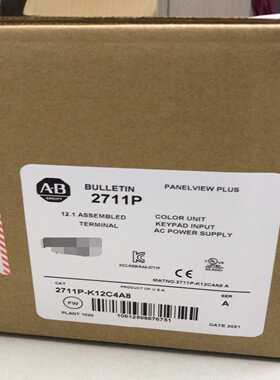 AB
BULLETIN
2711P
PANELVIEW PLUS
12.1 ASSEMBLED
TERMINAL
COLOR UNIT
KEYPAD INPUT
AC POWER SUPPLY
MATNO-2711P-K12C4A8 A
PRODUCT OF U.S.A
CAT
2711P-K12C4A8
SER
A
FW
PLANT 1000
DATE 2021